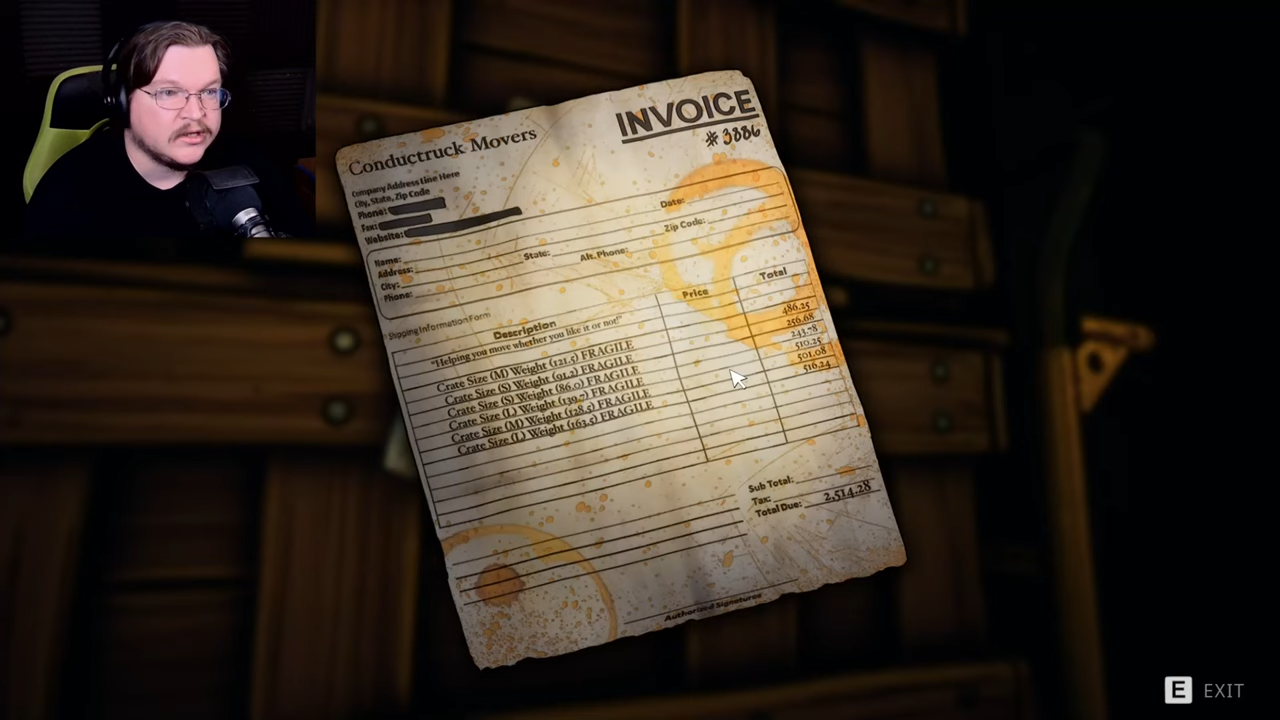 INVOICE
#3886
Conductruck Movers
Company Address Line Here
City, State, Zip Code
Phone:
Fax:
Website:
Date:
Name:
State:
Zip Code:
Address:
Alt. Phone:
City:
Phone:
Shipping Information Form
Description
Price
Total
"Helping you move whether you like it or not!"
Crate Size (M) Weight (121.5) FRAGILE 486.25
Crate Size (S) Weight (91.2) FRAGILE 256.68
Crate Size (S) Weight (86.0) FRAGILE 243.78
Crate Size (L) Weight (139.7) FRAGILE 510.25
Crate Size (M) Weight (128.5) FRAGILE 501.08
Crate Size (L) Weight (163.5) FRAGILE 516.24
Sub Total:
Tax:
Total Due: 2,514.28
Authorized Signatures
E EXIT